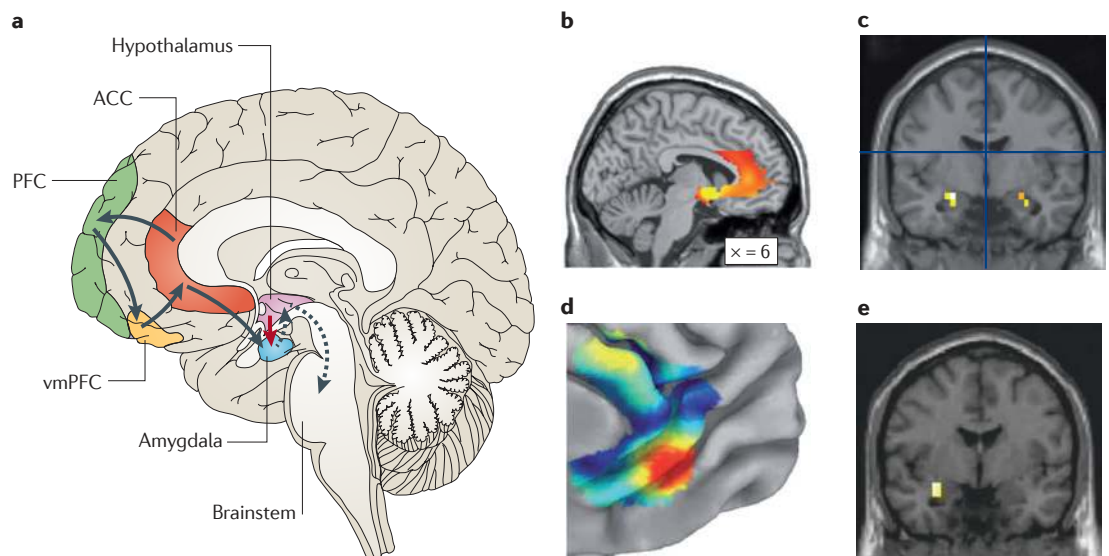 a
Hypothalamus
ACC
PFC
vmPFC
Amygdala
Brainstem
b
× = 6
c
d
e